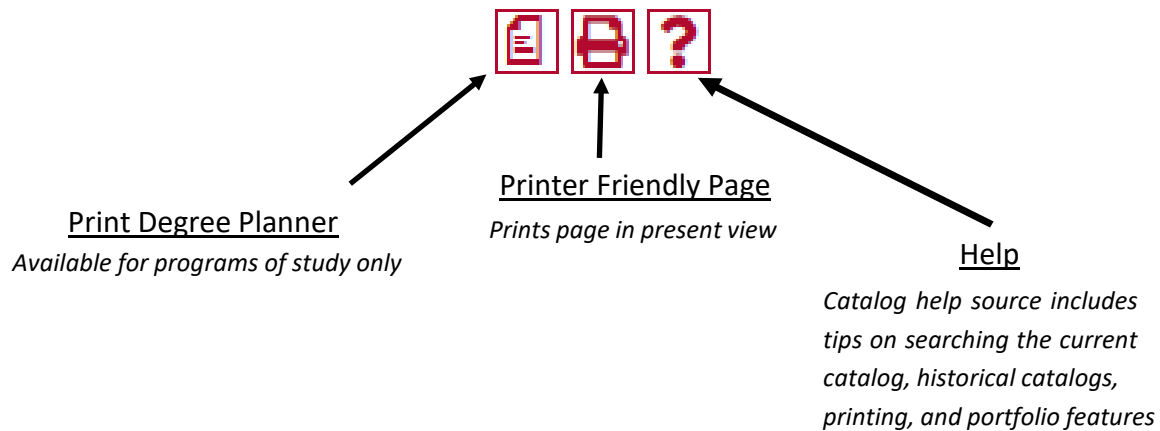 ?
Print Degree Planner
Available for programs of study only
Printer Friendly Page
Prints page in present view
Help
Catalog help source includes
tips on searching the current
catalog, historical catalogs,
printing, and portfolio features